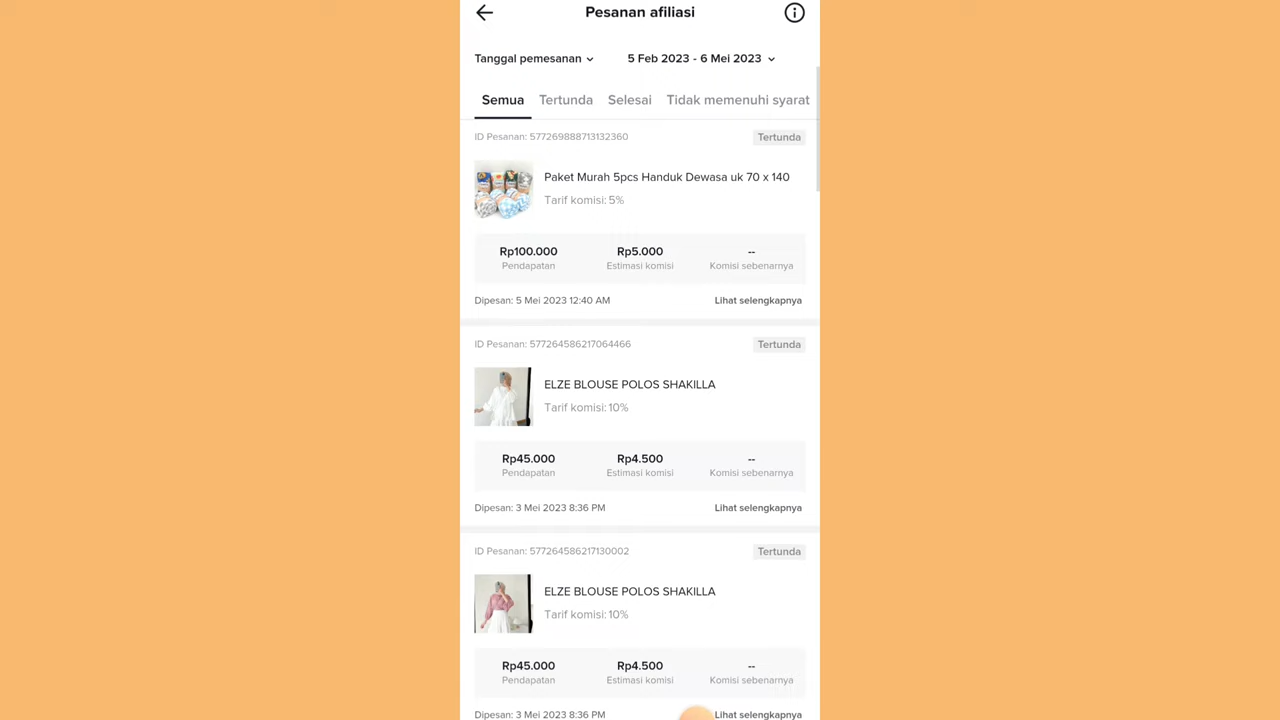 Pesanan afiliasi
Tanggal pemesanan 5 Feb 2023 - 6 Mei 2023
Semua Tertunda Selesai Tidak memenuhi syarat
ID Pesanan: 577269888713132360 Tertunda
Paket Murah 5pcs Handuk Dewasa uk 70 x 140
Tarif komisi: 5%
Rp100.000 Rp5.000 --
Pendapatan Estimasi komisi Komisi sebenarnya
Dipesan: 5 Mei 2023 12:40 AM Lihat selengkapnya
ID Pesanan: 577264586217064466 Tertunda
ELZE BLOUSE POLOS SHAKILLA
Tarif komisi: 10%
Rp45.000 Rp4.500 --
Pendapatan Estimasi komisi Komisi sebenarnya
Dipesan: 3 Mei 2023 8:36 PM Lihat selengkapnya
ID Pesanan: 577264586217130002 Tertunda
ELZE BLOUSE POLOS SHAKILLA
Tarif komisi: 10%
Rp45.000 Rp4.500 --
Pendapatan Estimasi komisi Komisi sebenarnya
Dipesan: 3 Mei 2023 8:36 PM Lihat selengkapnya